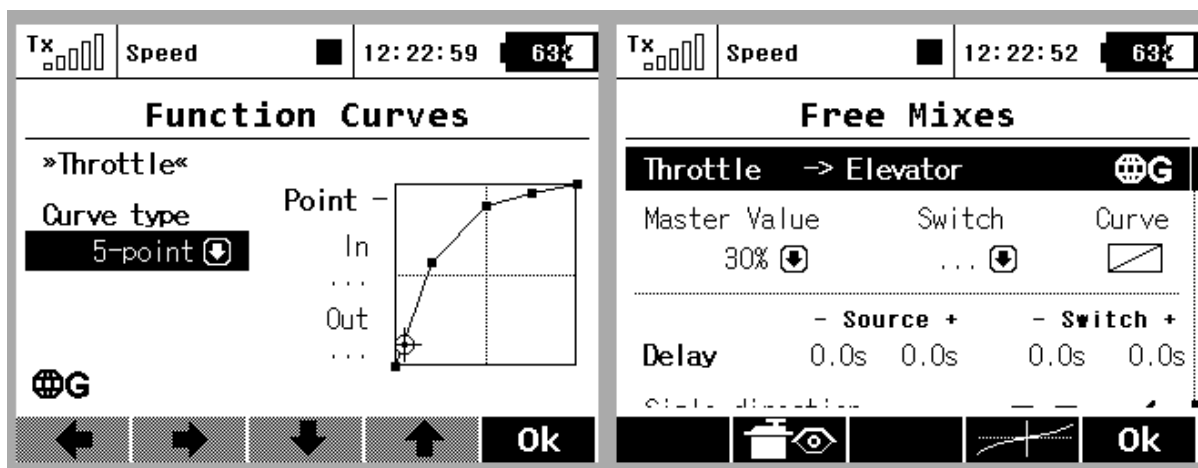 Tx Speed 12:22:59 63%
Function Curves
»Throttle«
Curve type
5-point
Point –
In
...
Out
...
G
Ok
Tx Speed 12:22:52 63%
Free Mixes
Throttle -> Elevator G
Master Value Switch Curve
30% ...
- Source + - Switch +
Delay 0.0s 0.0s 0.0s 0.0s
Ok